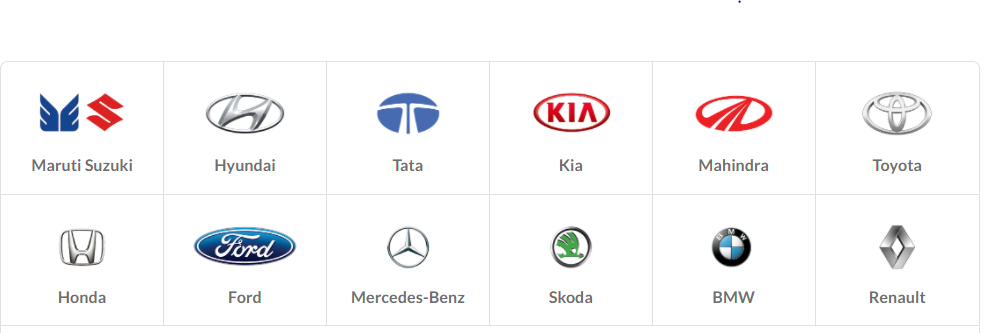 KIA
Maruti Suzuki
Hyundai
Tata
Kia
Mahindra
Toyota
Ford
BMW
Honda
Ford
Mercedes-Benz
Skoda
BMW
Renault